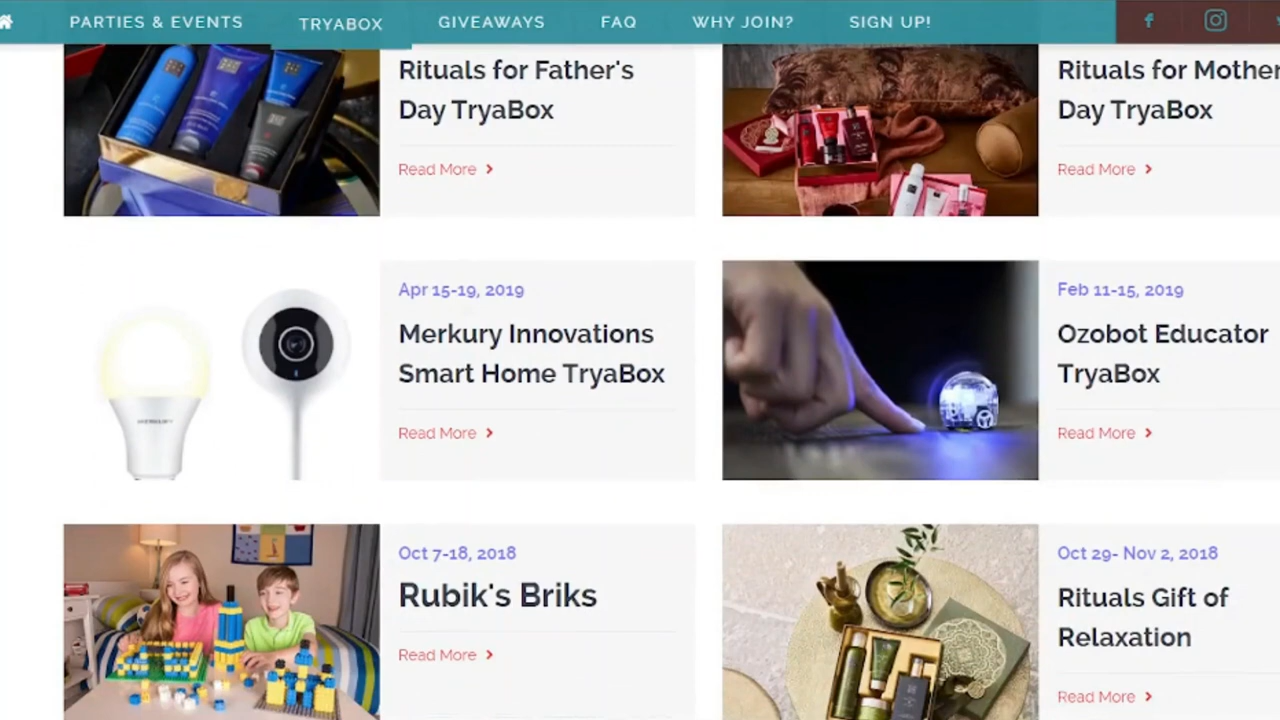 PARTIES & EVENTS TRYABOX GIVEAWAYS FAQ WHY JOIN? SIGN UP!
Rituals for Father's
Day TryaBox
Read More
Rituals for Mother
Day TryaBox
Read More
Apr 15-19, 2019
Merkury Innovations
Smart Home TryaBox
Read More
Feb 11-15, 2019
Ozobot Educator
TryaBox
Read More
Oct 7-18, 2018
Rubik's Briks
Read More
Oct 29- Nov 2, 2018
Rituals Gift of
Relaxation
Read More